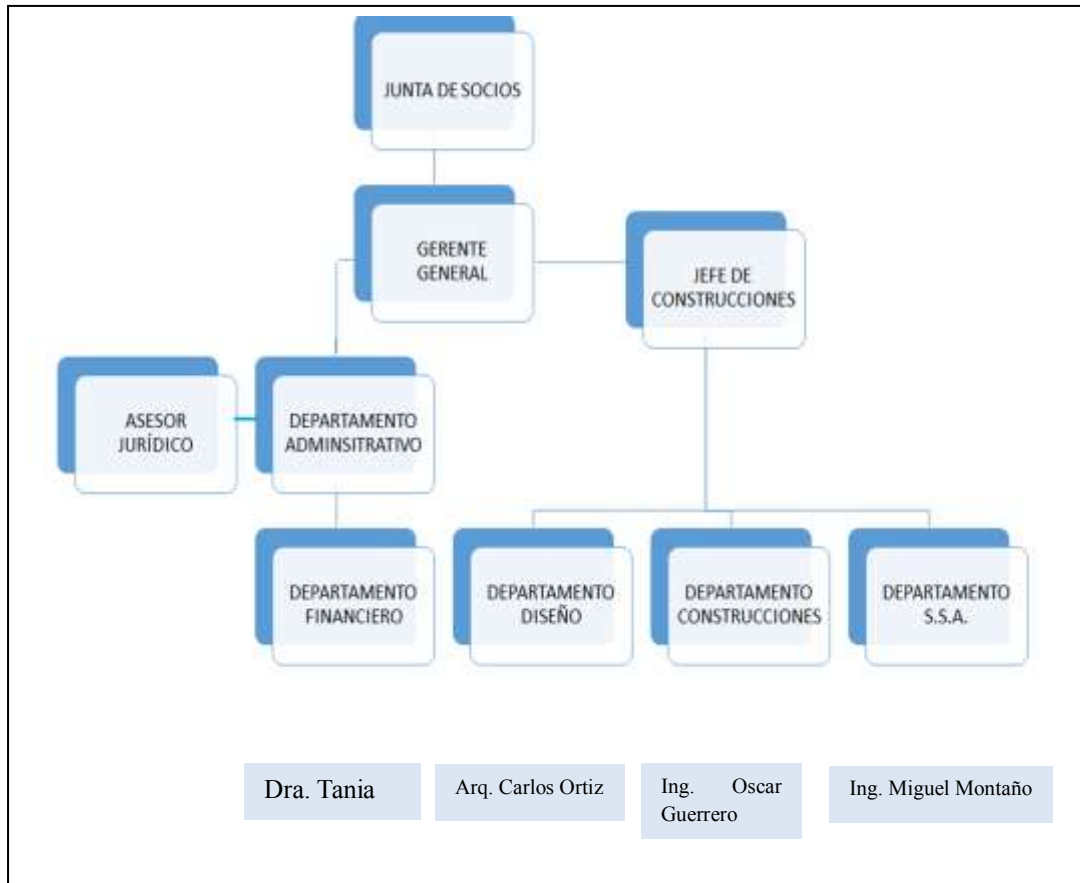 JUNTA DE SOCIOS
GERENTE
GENERAL
JEFE DE
CONSTRUCCIONES
ASESOR
JURÍDICO
DEPARTAMENTO
ADMINSITRATIVO
DEPARTAMENTO
FINANCIERO
DEPARTAMENTO
DISEÑO
DEPARTAMENTO
CONSTRUCCIONES
DEPARTAMENTO
S.S.A.
Dra. Tania
Arq. Carlos Ortiz
Ing. Oscar
Guerrero
Ing. Miguel Montaño